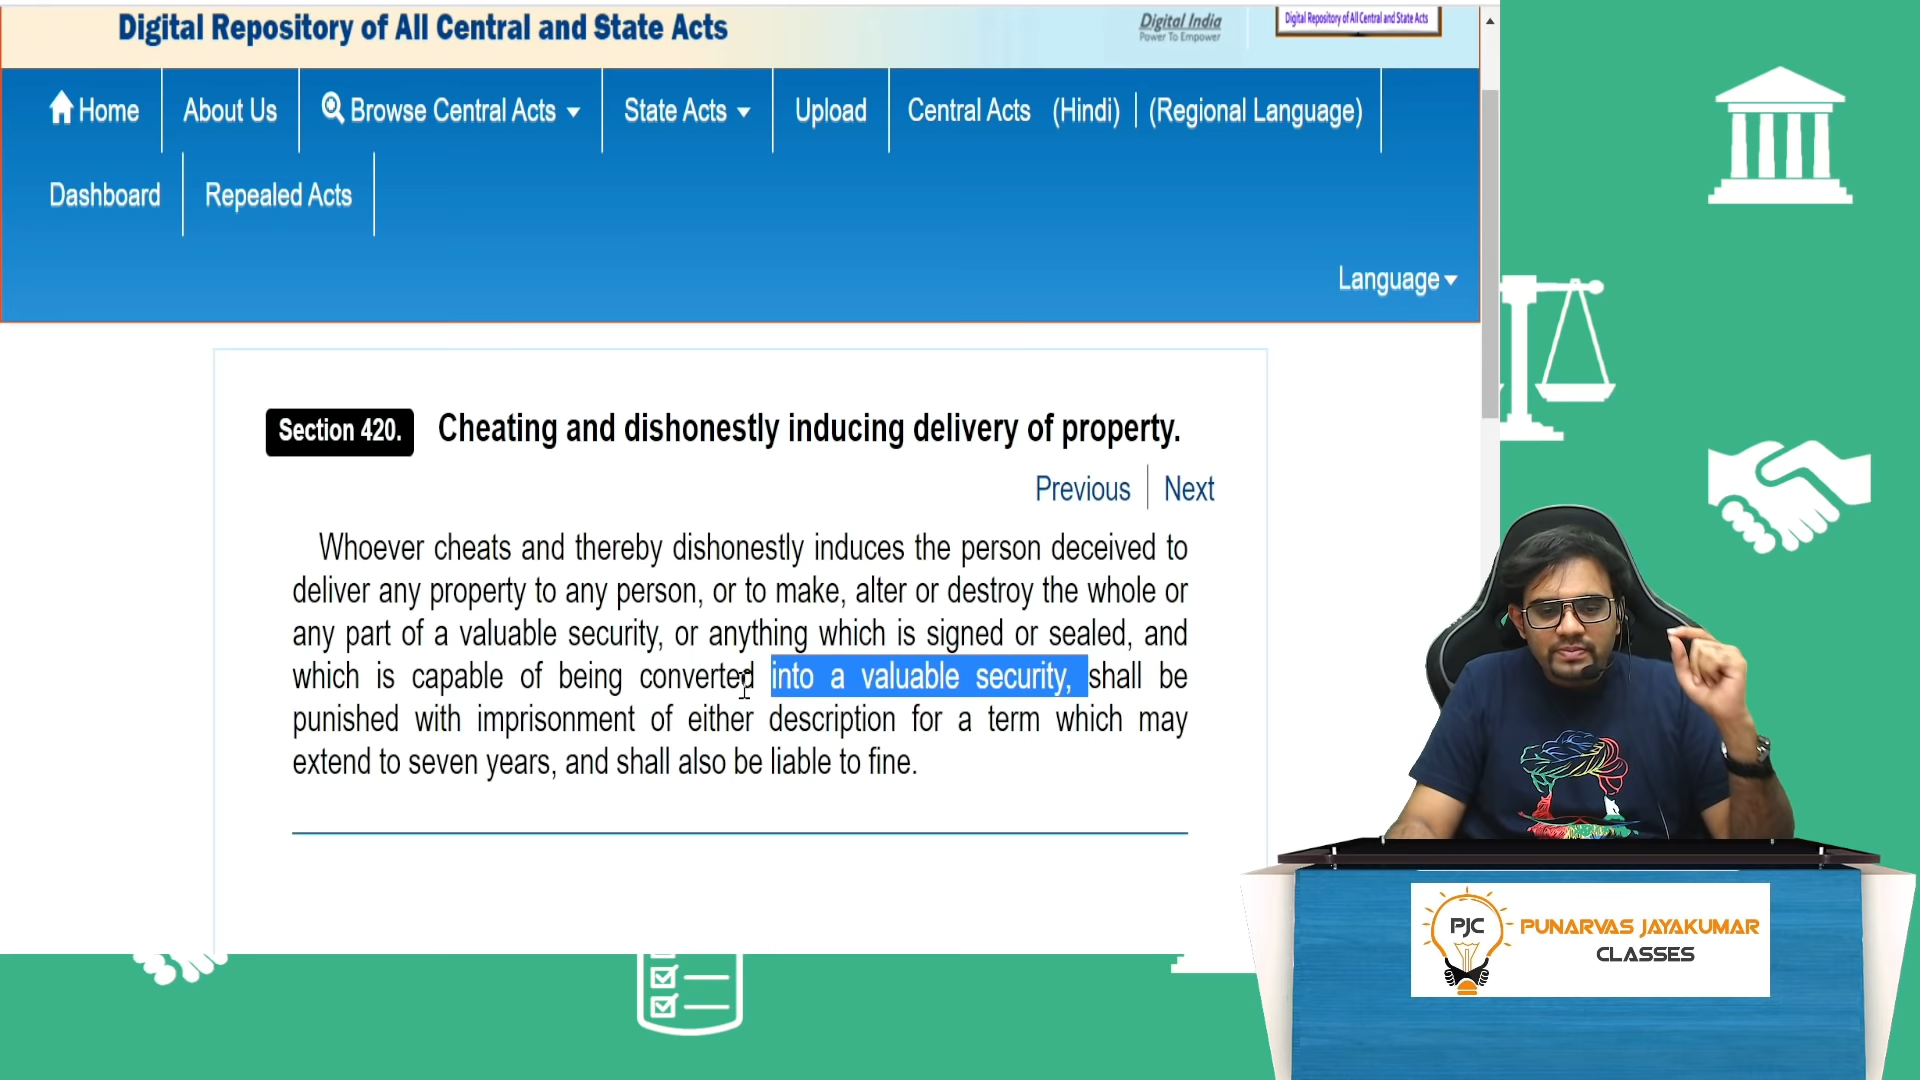 Digital Repository of All Central and State Acts
Digital India
Power To Empower
Digital Repository of All Central and State Acts
Home
About Us
Browse Central Acts
State Acts
Upload
Central Acts (Hindi) | (Regional Language)
Dashboard
Repealed Acts
Language
Section 420. Cheating and dishonestly inducing delivery of property.
Previous
Next
Whoever cheats and thereby dishonestly induces the person deceived to
deliver any property to any person, or to make, alter or destroy the whole or
any part of a valuable security, or anything which is signed or sealed, and
which is capable of being converted into a valuable security, shall be
punished with imprisonment of either description for a term which may
extend to seven years, and shall also be liable to fine.
PJC
PUNARVAS JAYAKUMAR
CLASSES